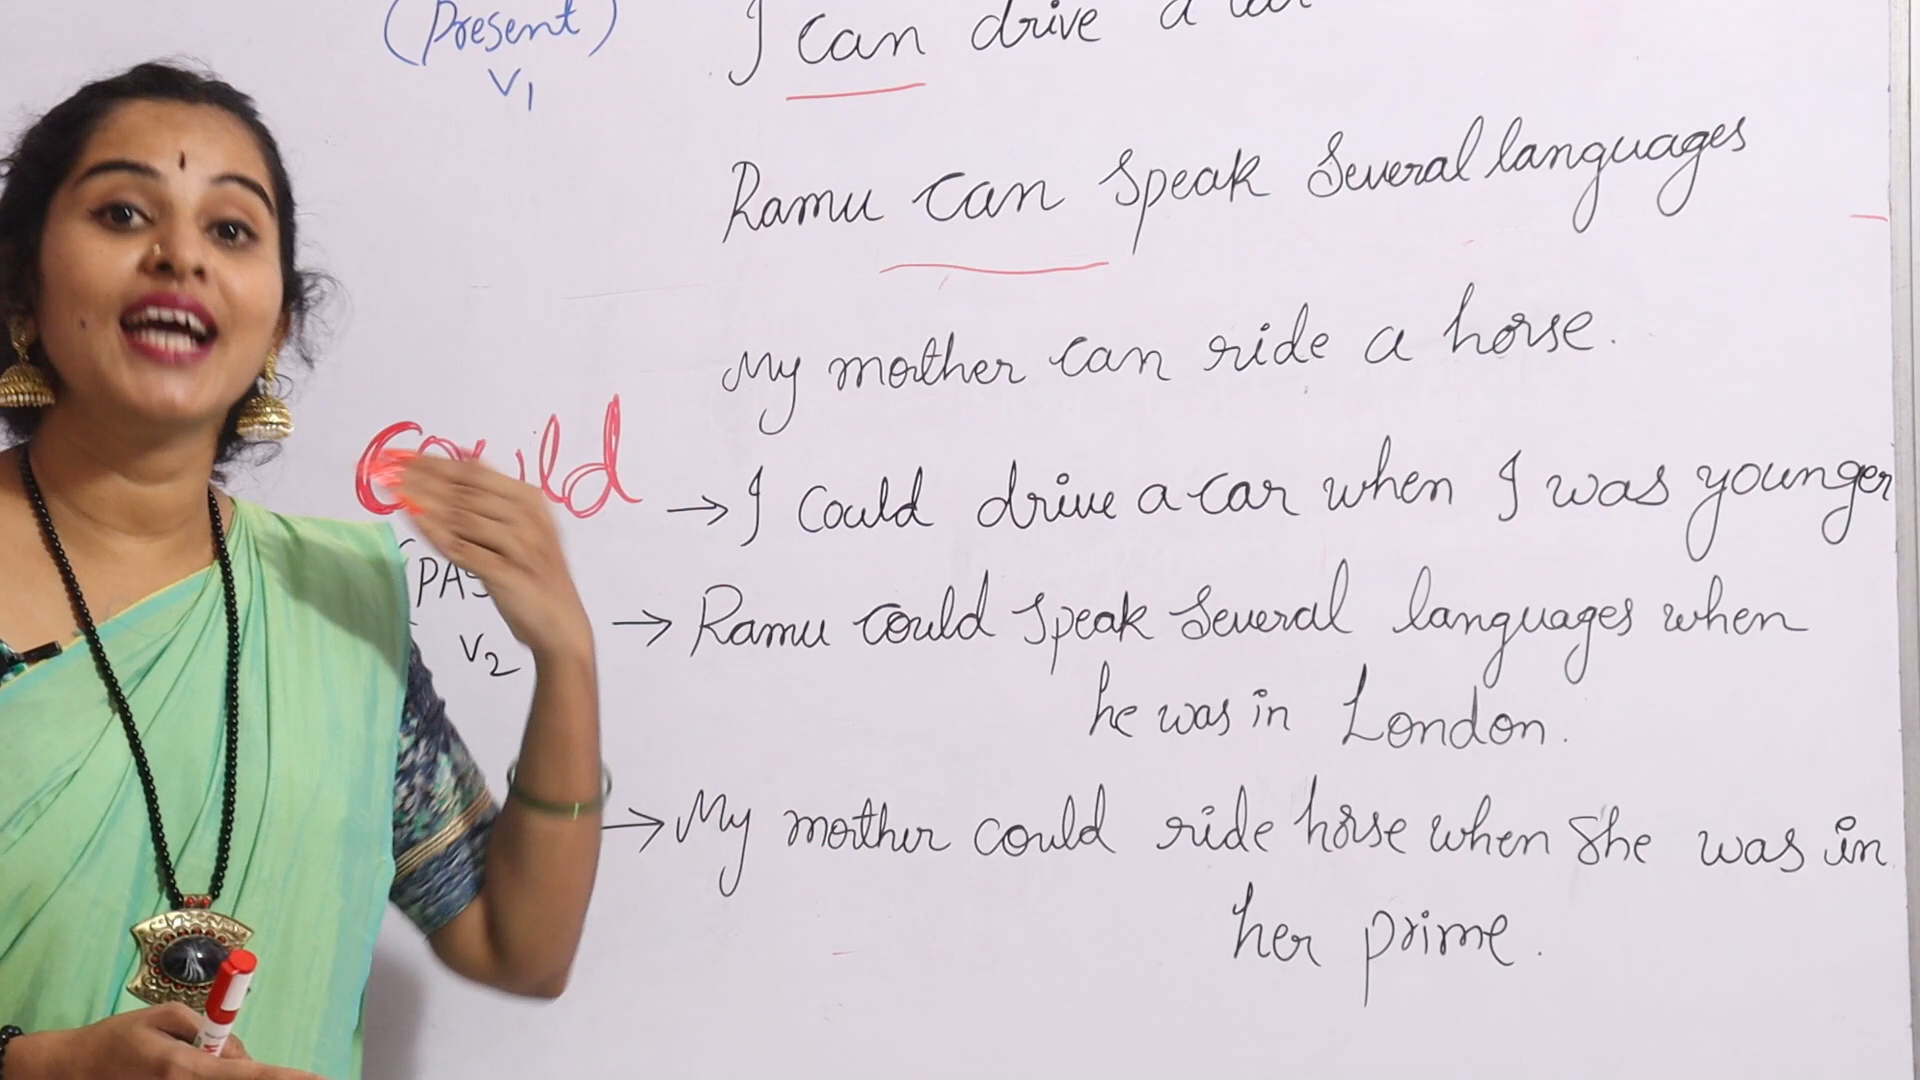 (Present)
V1
I can drive a car
Ramu can speak several languages
My mother can ride a horse.
Could
→ I could drive a car when I was younger
V2
→ Ramu could speak several languages when
he was in London.
→ My mother could ride horse when she was in
her prime.